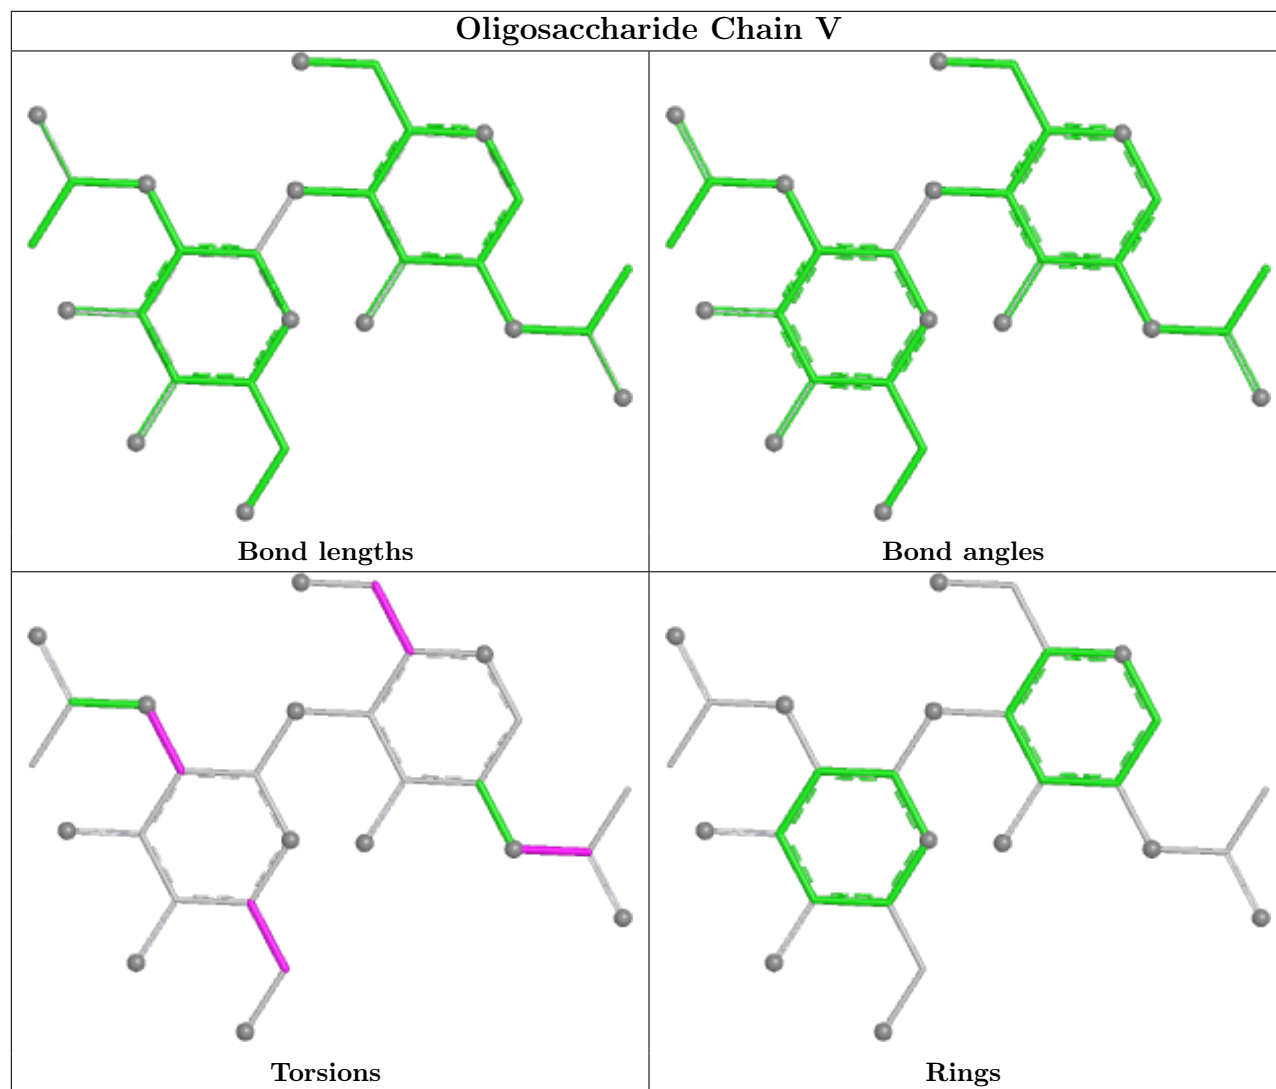 Oligosaccharide Chain V
Bond lengths
Bond angles
Torsions
Rings